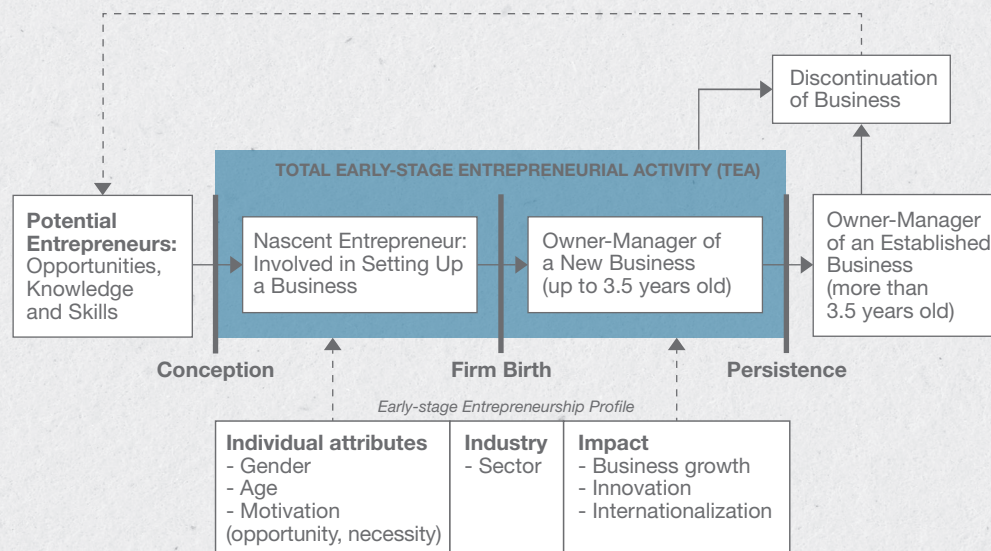 Discontinuation
of Business
TOTAL EARLY-STAGE ENTREPRENEURIAL ACTIVITY (TEA)
Potential
Entrepreneurs:
Opportunities,
Knowledge
and Skills
Nascent Entrepreneur:
Involved in Setting Up
a Business
Owner-Manager of
a New Business
(up to 3.5 years old)
Owner-Manager
of an Established
Business
(more than
3.5 years old)
Conception
Firm Birth
Persistence
Early-stage Entrepreneurship Profile
Individual attributes
- Gender
- Age
- Motivation
(opportunity, necessity)
Industry
- Sector
Impact
- Business growth
- Innovation
- Internationalization